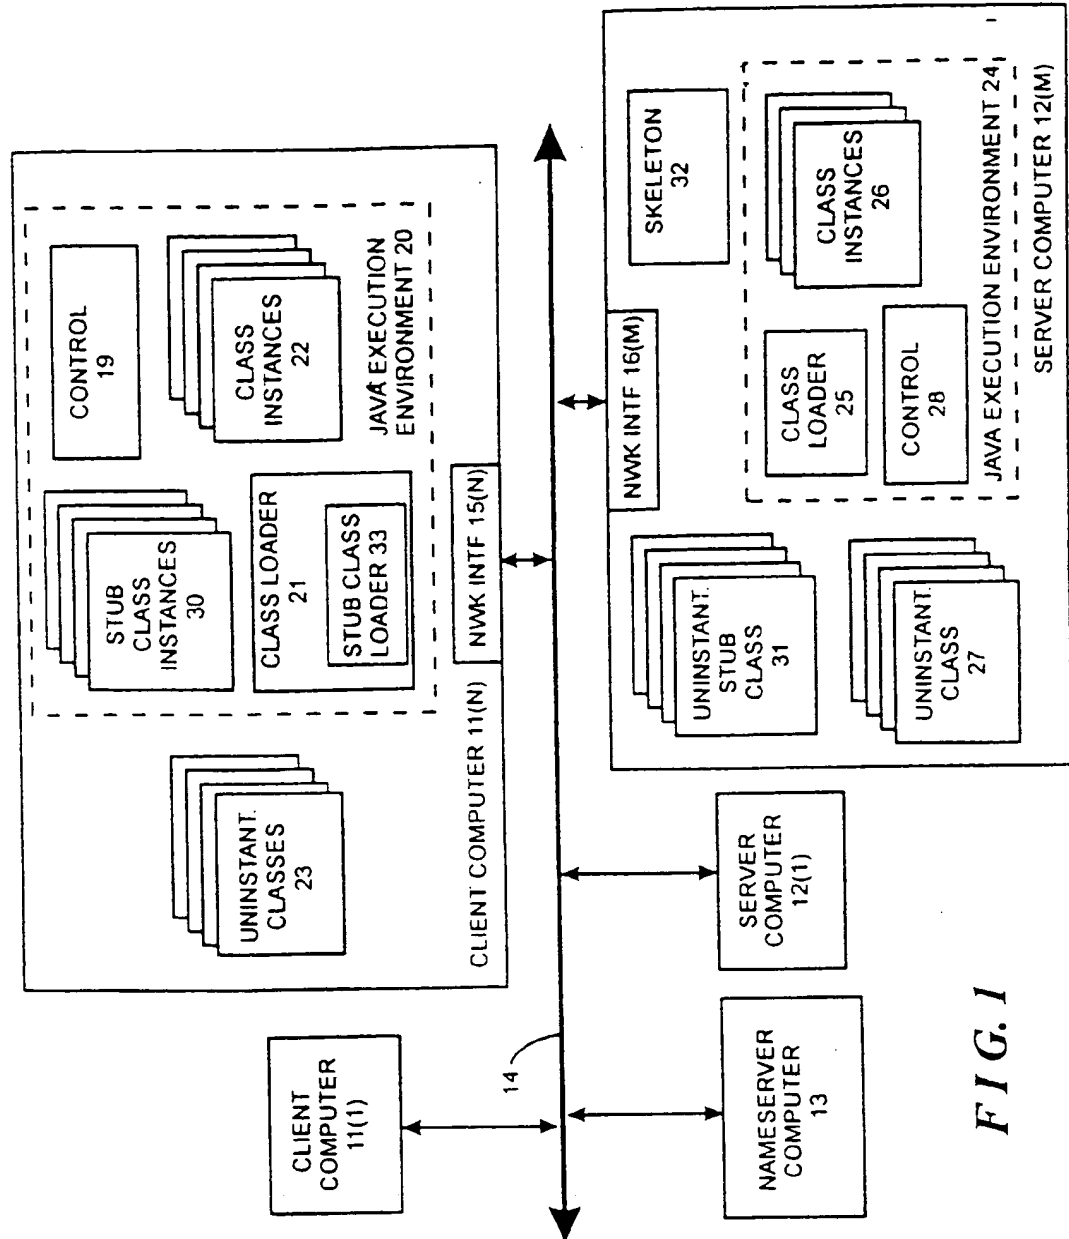 CLIENT
COMPUTER
11(1)
UNINSTANT.
CLASSES
23
STUB
CLASS
INSTANCES
30
CONTROL
19
CLASS LOADER
21
STUB CLASS
LOADER 33
CLASS
INSTANCES
22
JAVA EXECUTION
ENVIRONMENT 20
CLIENT COMPUTER 11(N)
NWK INTF 15(N)
14
NAMESERVER
COMPUTER
13
SERVER
COMPUTER
12(1)
NWK INTF 16(M)
UNINSTANT.
STUB
CLASS
31
SKELETON
32
CLASS
LOADER
25
CLASS
INSTANCES
26
UNINSTANT.
CLASS
27
CONTROL
28
JAVA EXECUTION ENVIRONMENT 24
SERVER COMPUTER 12(M)
FIG. 1